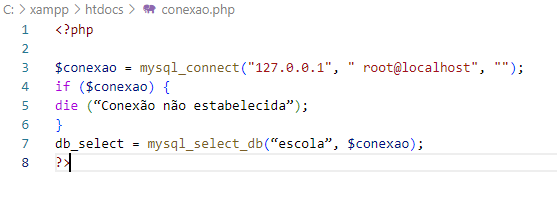 C: > xampp > htdocs > conexao.php
1 <?php
2
3 $conexao = mysql_connect("127.0.0.1", " root@localhost", "");
4 if ($conexao) {
5 die (“Conexão não estabelecida”);
6 }
7 db_select = mysql_select_db(“escola”, $conexao);
8 ?>